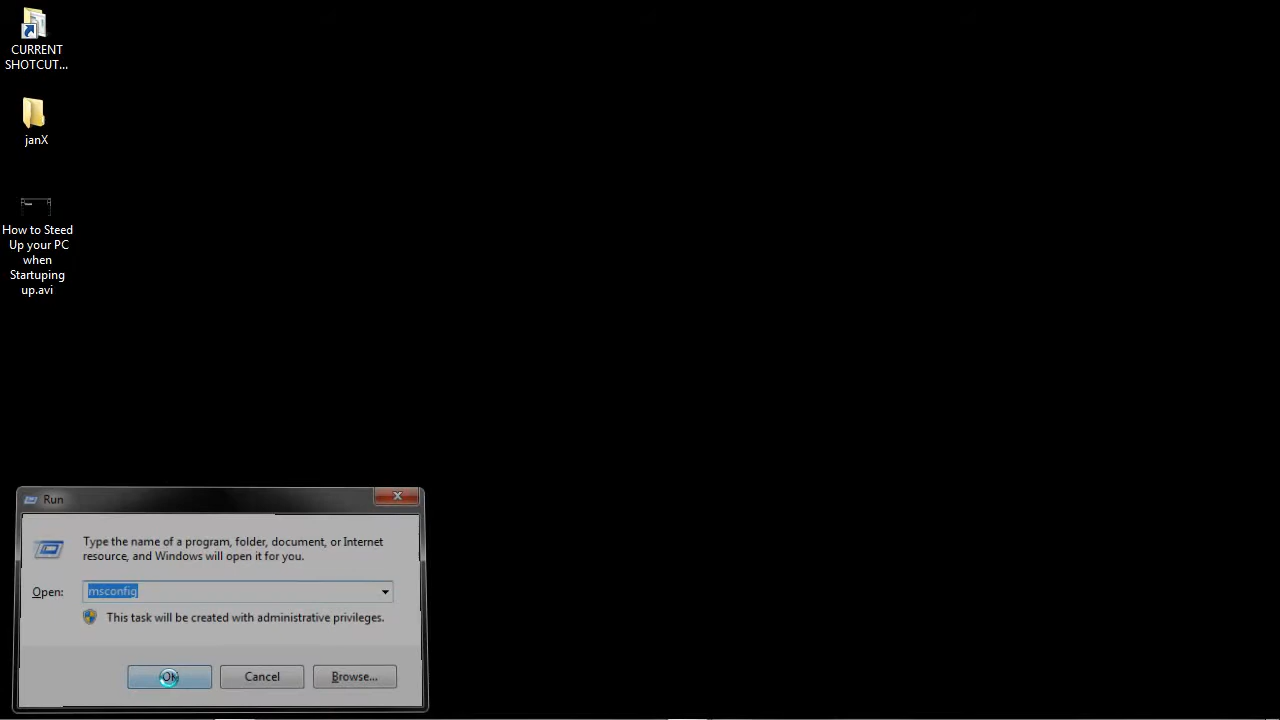 CURRENT
SHOTCUT...
janX
How to Steed
Up your PC
when
Startuping
up.avi
Run
Type the name of a program, folder, document, or Internet
resource, and Windows will open it for you.
Open: msconfig
This task will be created with administrative privileges.
OK Cancel Browse...